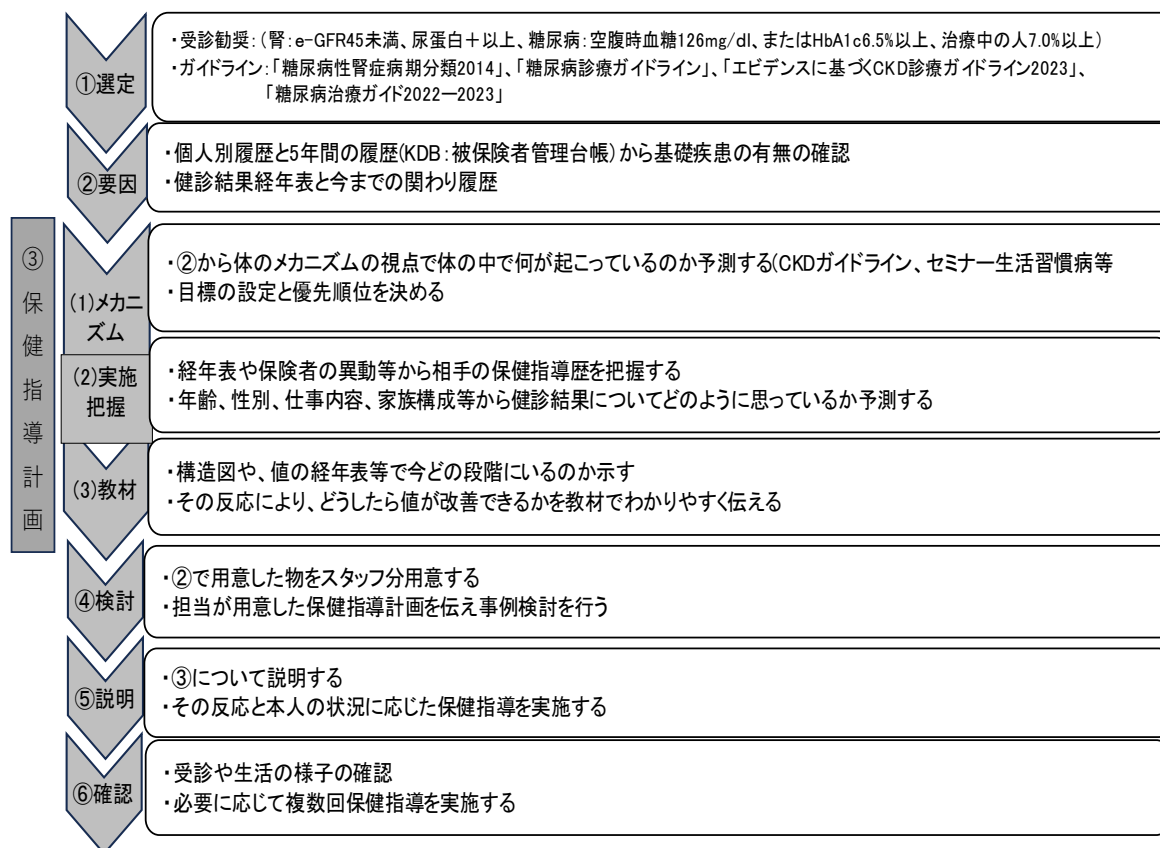 ①選定
・受診勧奨：（腎：e-GFR45未満、尿蛋白＋以上、糖尿病：空腹時血糖126mg/dl、またはHbA1c6.5%以上、治療中の人7.0%以上）
・ガイドライン：「糖尿病性腎症病期分類2014」、「糖尿病診療ガイドライン」、「エビデンスに基づくCKD診療ガイドライン2023」、
「糖尿病治療ガイド2022ー2023」
②要因
・個人別履歴と5年間の履歴(KDB：被保険者管理台帳）から基礎疾患の有無の確認
・健診結果経年表と今までの関わり履歴
③保健指導計画
(1)メカニ
ズム
・②から体のメカニズムの視点で体の中で何が起こっているのか予測する(CKDガイドライン、セミナー生活習慣病等
・目標の設定と優先順位を決める
(2)実施
把握
・経年表や保険者の異動等から相手の保健指導歴を把握する
・年齢、性別、仕事内容、家族構成等から健診結果についてどのように思っているか予測する
(3)教材
・構造図や、値の経年表等で今どの段階にいるのか示す
・その反応により、どうしたら値が改善できるかを教材でわかりやすく伝える
④検討
・②で用意した物をスタッフ分用意する
・担当が用意した保健指導計画を伝え事例検討を行う
⑤説明
・③について説明する
・その反応と本人の状況に応じた保健指導を実施する
⑥確認
・受診や生活の様子の確認
・必要に応じて複数回保健指導を実施する